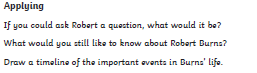 Applying
If you could ask Robert a question, what would it be?
What would you still like to know about Robert Burns?
Draw a timeline of the important events in Burns' life.